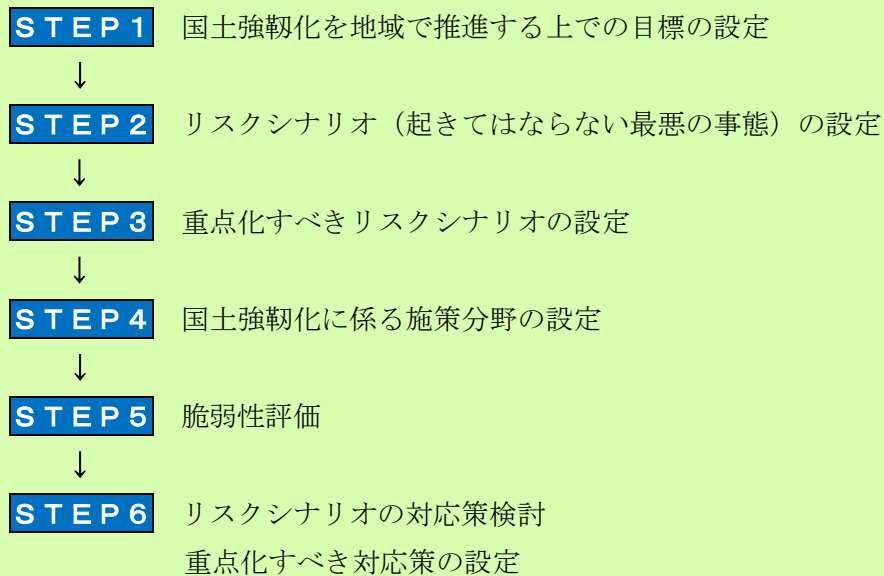 STEP1 国土強靱化を地域で推進する上での目標の設定
↓
STEP2 リスクシナリオ（起きてはならない最悪の事態）の設定
↓
STEP3 重点化すべきリスクシナリオの設定
↓
STEP4 国土強靱化に係る施策分野の設定
↓
STEP5 脆弱性評価
↓
STEP6 リスクシナリオの対応策検討
重点化すべき対応策の設定